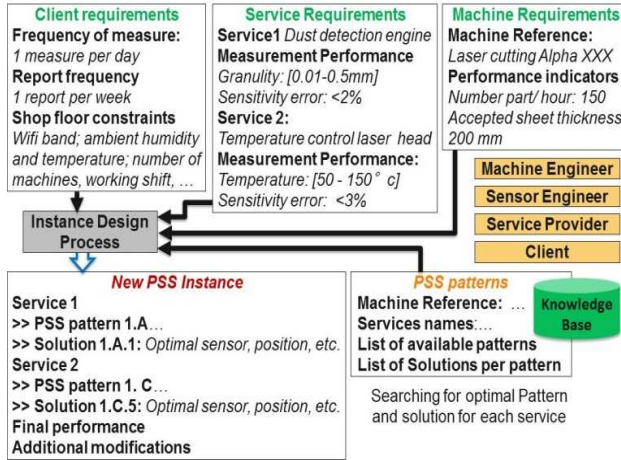 Client requirements
Frequency of measure:
1 measure per day
Report frequency
1 report per week
Shop floor constraints
Wifi band; ambient humidity
and temperature; number of
machines, working shift, …
Service Requirements
Service1 Dust detection engine
Measurement Performance
Granulity: [0.01-0.5mm]
Sensitivity error: <2%
Service 2:
Temperature control laser head
Measurement Performance:
Temperature: [50 - 150° c]
Sensitivity error: <3%
Machine Requirements
Machine Reference:
Laser cutting Alpha XXX
Performance indicators
Number part/ hour: 150
Accepted sheet thickness
200 mm
Machine Engineer
Sensor Engineer
Service Provider
Client
Instance Design
Process
New PSS Instance
Service 1
>> PSS pattern 1.A…
>> Solution 1.A.1: Optimal sensor, position, etc.
Service 2
>> PSS pattern 1. C…
>> Solution 1.C.5: Optimal sensor, position, etc.
Final performance
Additional modifications
PSS patterns
Machine Reference: …
Services names:…
List of available patterns
List of Solutions per pattern
Knowledge
Base
Searching for optimal Pattern
and solution for each service